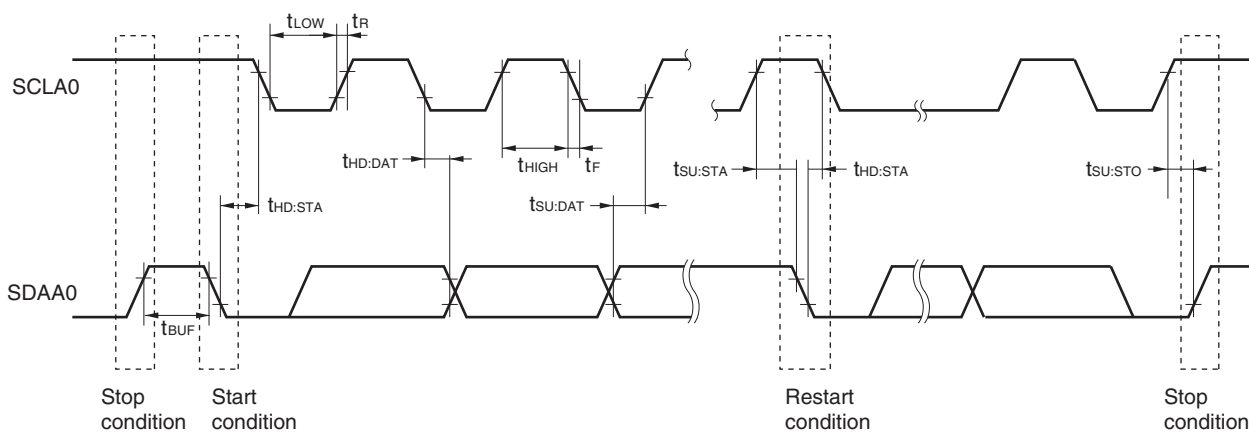 tLOW tR
SCLA0
tHD:DAT tHIGH tF tSU:STA tHD:STA tSU:STO
tHD:STA tSU:DAT
SDAA0
tBUF
Stop condition
Start condition
Restart condition
Stop condition